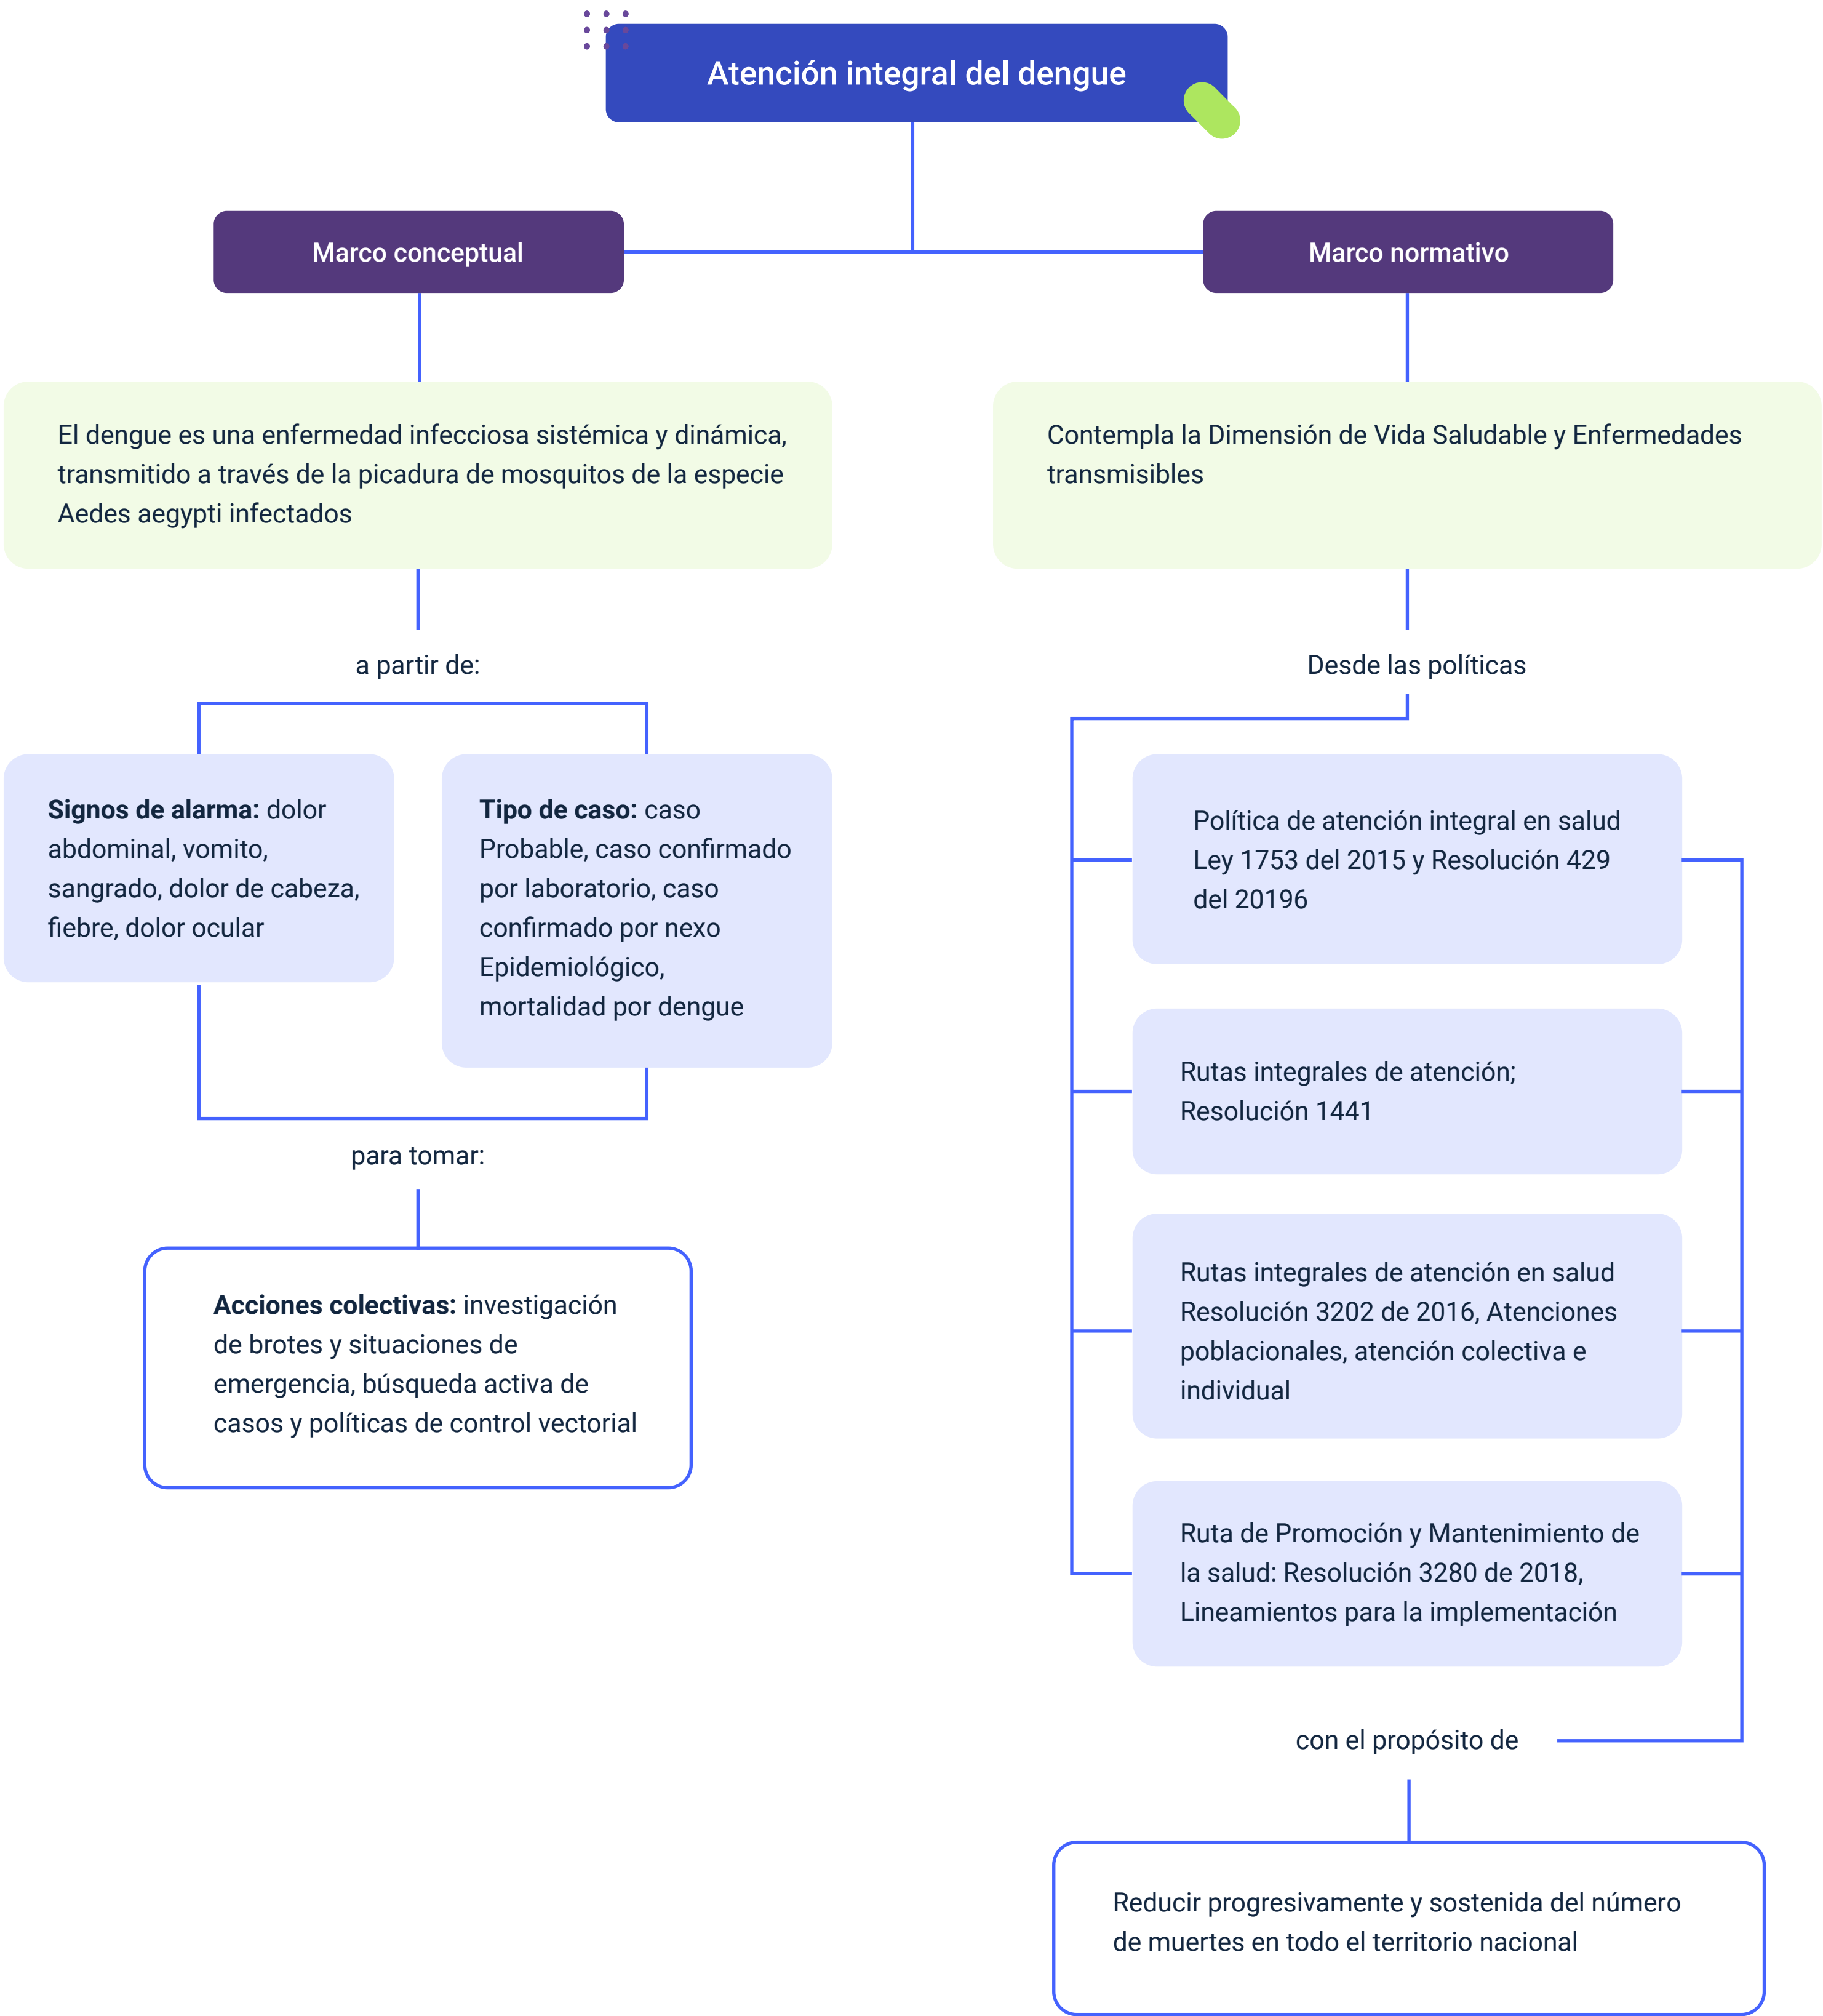 Atención integral del dengue
Marco conceptual
Marco normativo
El dengue es una enfermedad infecciosa sistémica y dinámica,
transmitido a través de la picadura de mosquitos de la especie
Aedes aegypti infectados
Contempla la Dimensión de Vida Saludable y Enfermedades
transmisibles
a partir de:
Desde las políticas
Signos de alarma: dolor
abdominal, vomito,
sangrado, dolor de cabeza,
fiebre, dolor ocular
Tipo de caso: caso
Probable, caso confirmado
por laboratorio, caso
confirmado por nexo
Epidemiológico,
mortalidad por dengue
para tomar:
Acciones colectivas: investigación
de brotes y situaciones de
emergencia, búsqueda activa de
casos y políticas de control vectorial
Política de atención integral en salud
Ley 1753 del 2015 y Resolución 429
del 20196
Rutas integrales de atención;
Resolución 1441
Rutas integrales de atención en salud
Resolución 3202 de 2016, Atenciones
poblacionales, atención colectiva e
individual
Ruta de Promoción y Mantenimiento de
la salud: Resolución 3280 de 2018,
Lineamientos para la implementación
con el propósito de
Reducir progresivamente y sostenida del número
de muertes en todo el territorio nacional